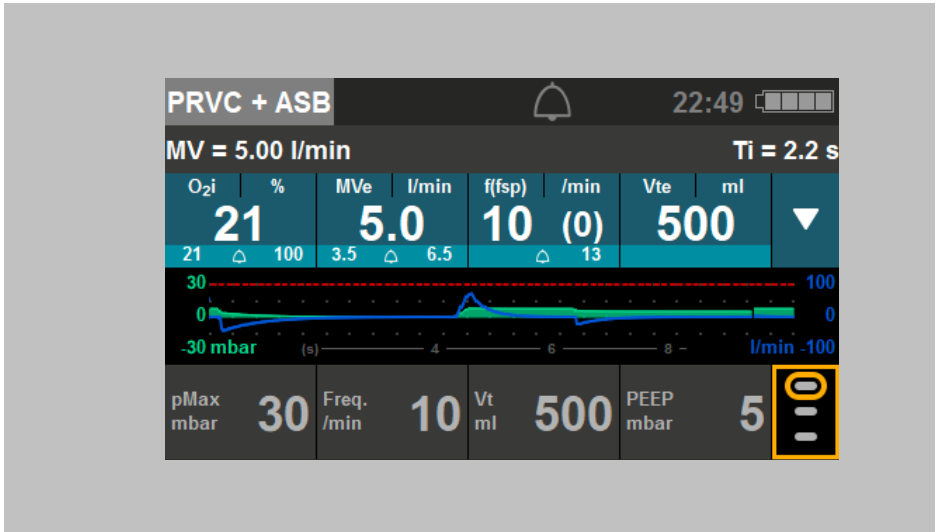 PRVC + ASB 22:49
MV = 5.00 l/min Ti = 2.2 s
O₂i % MVe l/min f(fsp) /min Vte ml
21 5.0 10 (0) 500
21 100 3.5 6.5 13
30 100
0 0
-30 mbar (s) 4 6 8 l/min -100
pMax mbar 30 Freq. /min 10 Vt ml 500 PEEP mbar 5